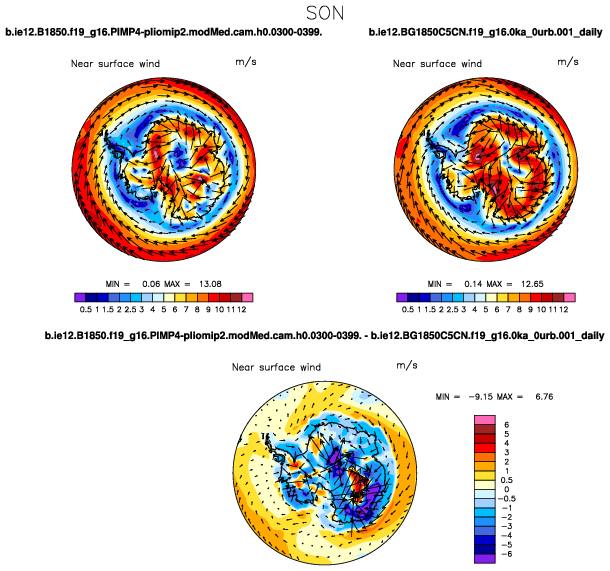 SON
b.ie12.B1850.f19_g16.PIMP4-pliomip2.modMed.cam.h0.0300-0399.
b.ie12.BG1850C5CN.f19_g16.0ka_0urb.001_daily
Near surface wind m/s
Near surface wind m/s
MIN = 0.06 MAX = 13.08
MIN = 0.14 MAX = 12.65
0.5 1 1.5 2 2.5 3 4 5 6 7 8 9 10 11 12
0.5 1 1.5 2 2.5 3 4 5 6 7 8 9 10 11 12
b.ie12.B1850.f19_g16.PIMP4-pliomip2.modMed.cam.h0.0300-0399. - b.ie12.BG1850C5CN.f19_g16.0ka_0urb.001_daily
Near surface wind m/s
MIN = -9.15 MAX = 6.76
6
5
4
3
2
1
0.5
0
-0.5
-1
-2
-3
-4
-5
-6